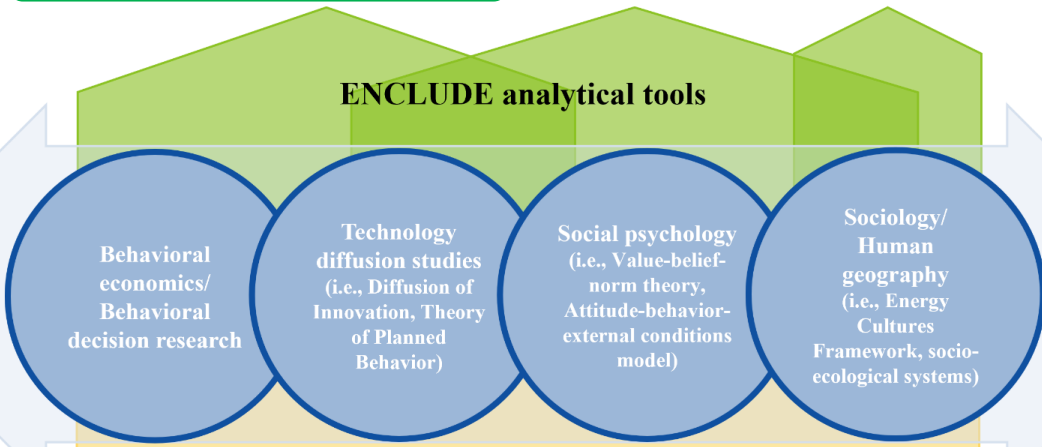 ENCLUDE analytical tools
Behavioral
economics/
Behavioral
decision research
Technology
diffusion studies
(i.e., Diffusion of
Innovation, Theory
of Planned
Behavior)
Social psychology
(i.e., Value-belief-
norm theory,
Attitude-behavior-
external conditions
model)
Sociology/
Human
geography
(i.e., Energy
Cultures
Framework, socio-
ecological systems)